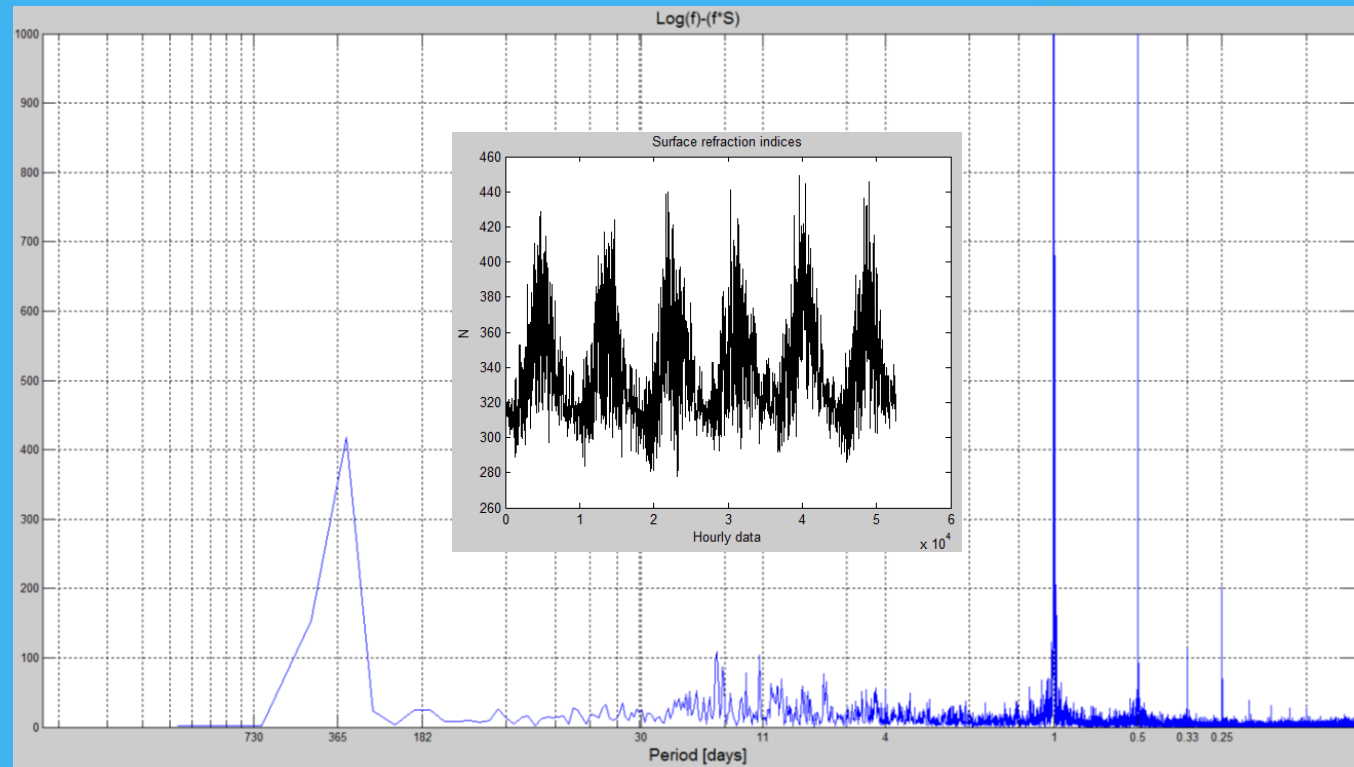 Log(f)-(f*S)
1000
900
800
700
600
500
400
300
200
100
0
Surface refraction indices
N
460
440
420
400
380
360
340
320
300
280
260
0 1 2 3 4 5 6
Hourly data
x 10^4
730 365 182 30 11 4 1 0.5 0.33 0.25
Period [days]